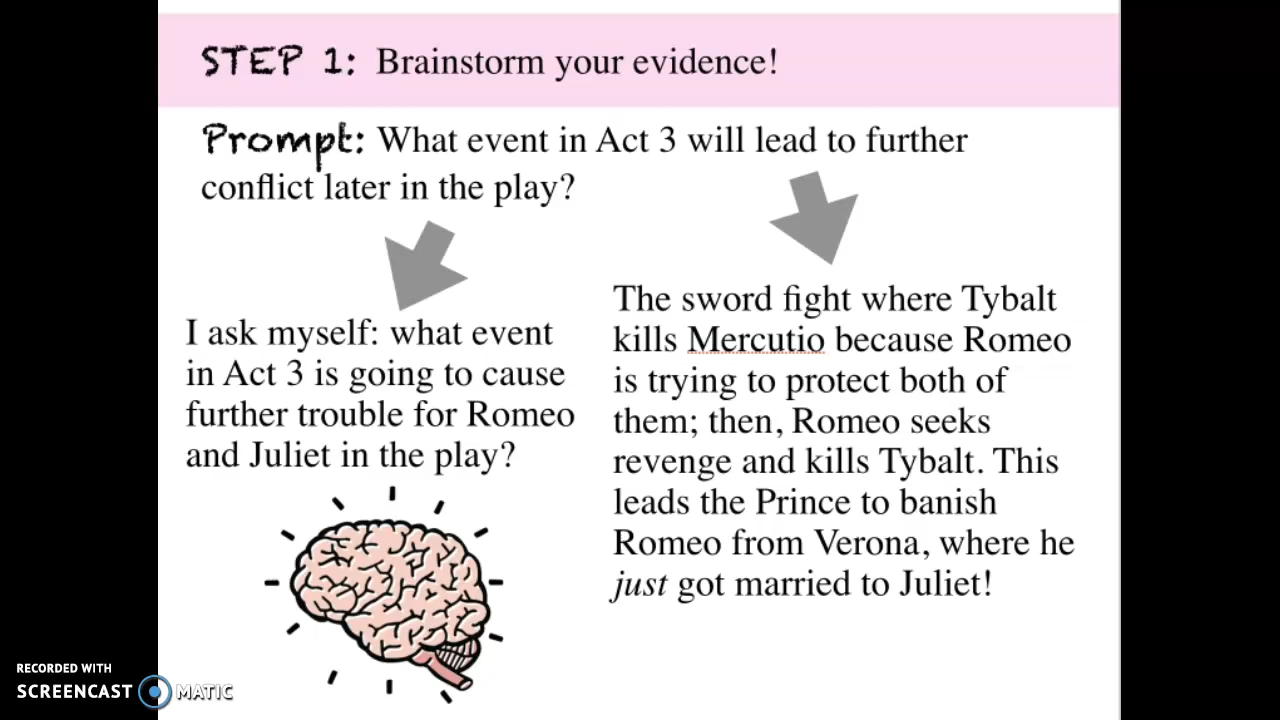 STEP 1: Brainstorm your evidence!
Prompt: What event in Act 3 will lead to further
conflict later in the play?
I ask myself: what event
in Act 3 is going to cause
further trouble for Romeo
and Juliet in the play?
The sword fight where Tybalt
kills Mercutio because Romeo
is trying to protect both of
them; then, Romeo seeks
revenge and kills Tybalt. This
leads the Prince to banish
Romeo from Verona, where he
just got married to Juliet!
RECORDED WITH
SCREENCAST MATIC